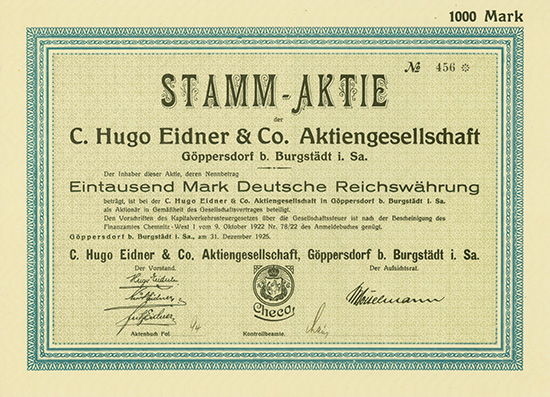 1000 Mark
№ 456 ※
STAMM-AKTIE
der
C. Hugo Eidner & Co. Aktiengesellschaft
Göppersdorf b. Burgstädt i. Sa.
Der Inhaber dieser Aktie, deren Nennbetrag
Eintausend Mark Deutsche Reichswährung
beträgt, ist bei der C. Hugo Eidner & Co. Aktiengesellschaft in Göppersdorf b. Burgstädt i. Sa.
als Aktionär in Gemäßheit des Gesellschaftsvertrages beteiligt.
Den Vorschriften des Kapitalverkehrsteuergesetzes über die Gesellschaftssteuer ist nach der Bescheinigung des
Finanzamtes Chemnitz-West I vom 9. Oktober 1922 Nr. 78/22 des Anmeldebuches genügt.
Göppersdorf b. Burgstädt i. Sa., am 31. Dezember 1925.
C. Hugo Eidner & Co. Aktiengesellschaft, Göppersdorf b. Burgstädt i. Sa.
Der Vorstand. Der Aufsichtsrat.
Hugo Eidner
Checo
Aktenbuch Fol. 1/4 Kontrollbeamte.